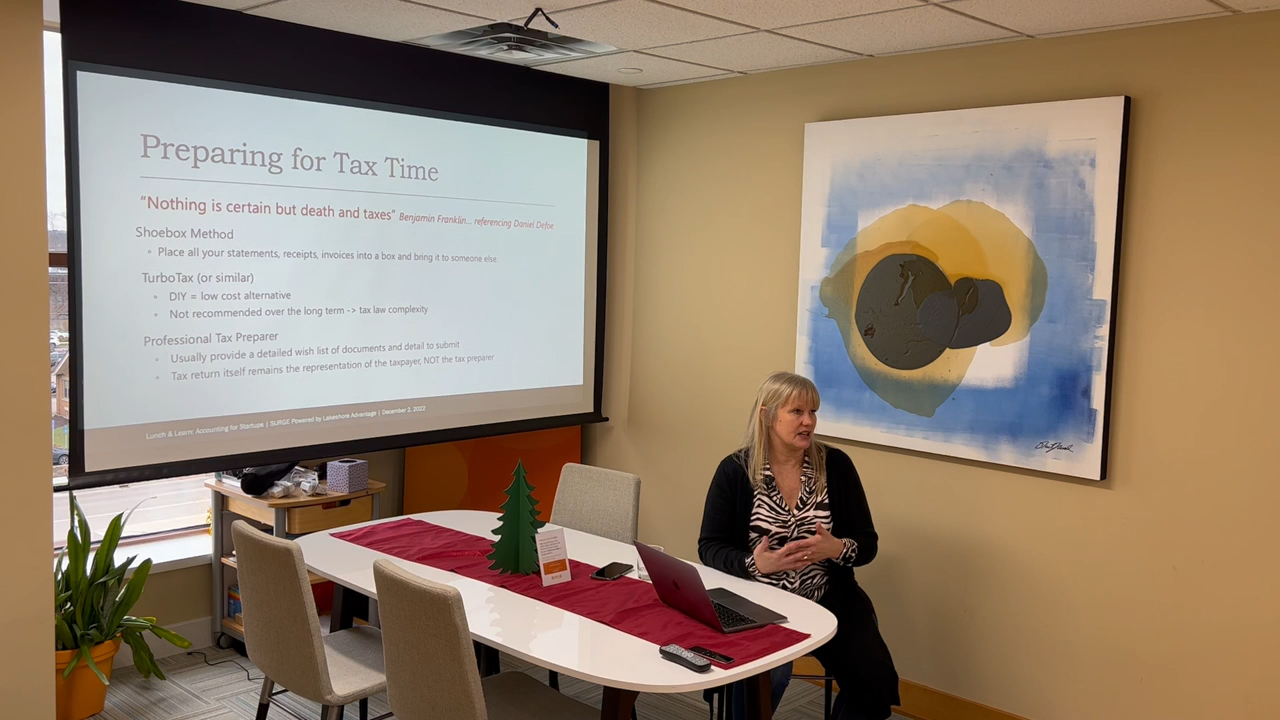 Preparing for Tax Time
"Nothing is certain but death and taxes" Benjamin Franklin... referencing Daniel Defoe
Shoebox Method
• Place all your statements, receipts, invoices into a box and bring it to someone else.
TurboTax (or similar)
• DIY = low cost alternative
• Not recommended over the long term -> tax law complexity
Professional Tax Preparer
• Usually provide a detailed wish list of documents and detail to submit
• Tax return itself remains the representation of the taxpayer, NOT the tax preparer
Lunch & Learn: Accounting for Startups | SURGE Powered by Lakeshore Advantage | December 2, 2022